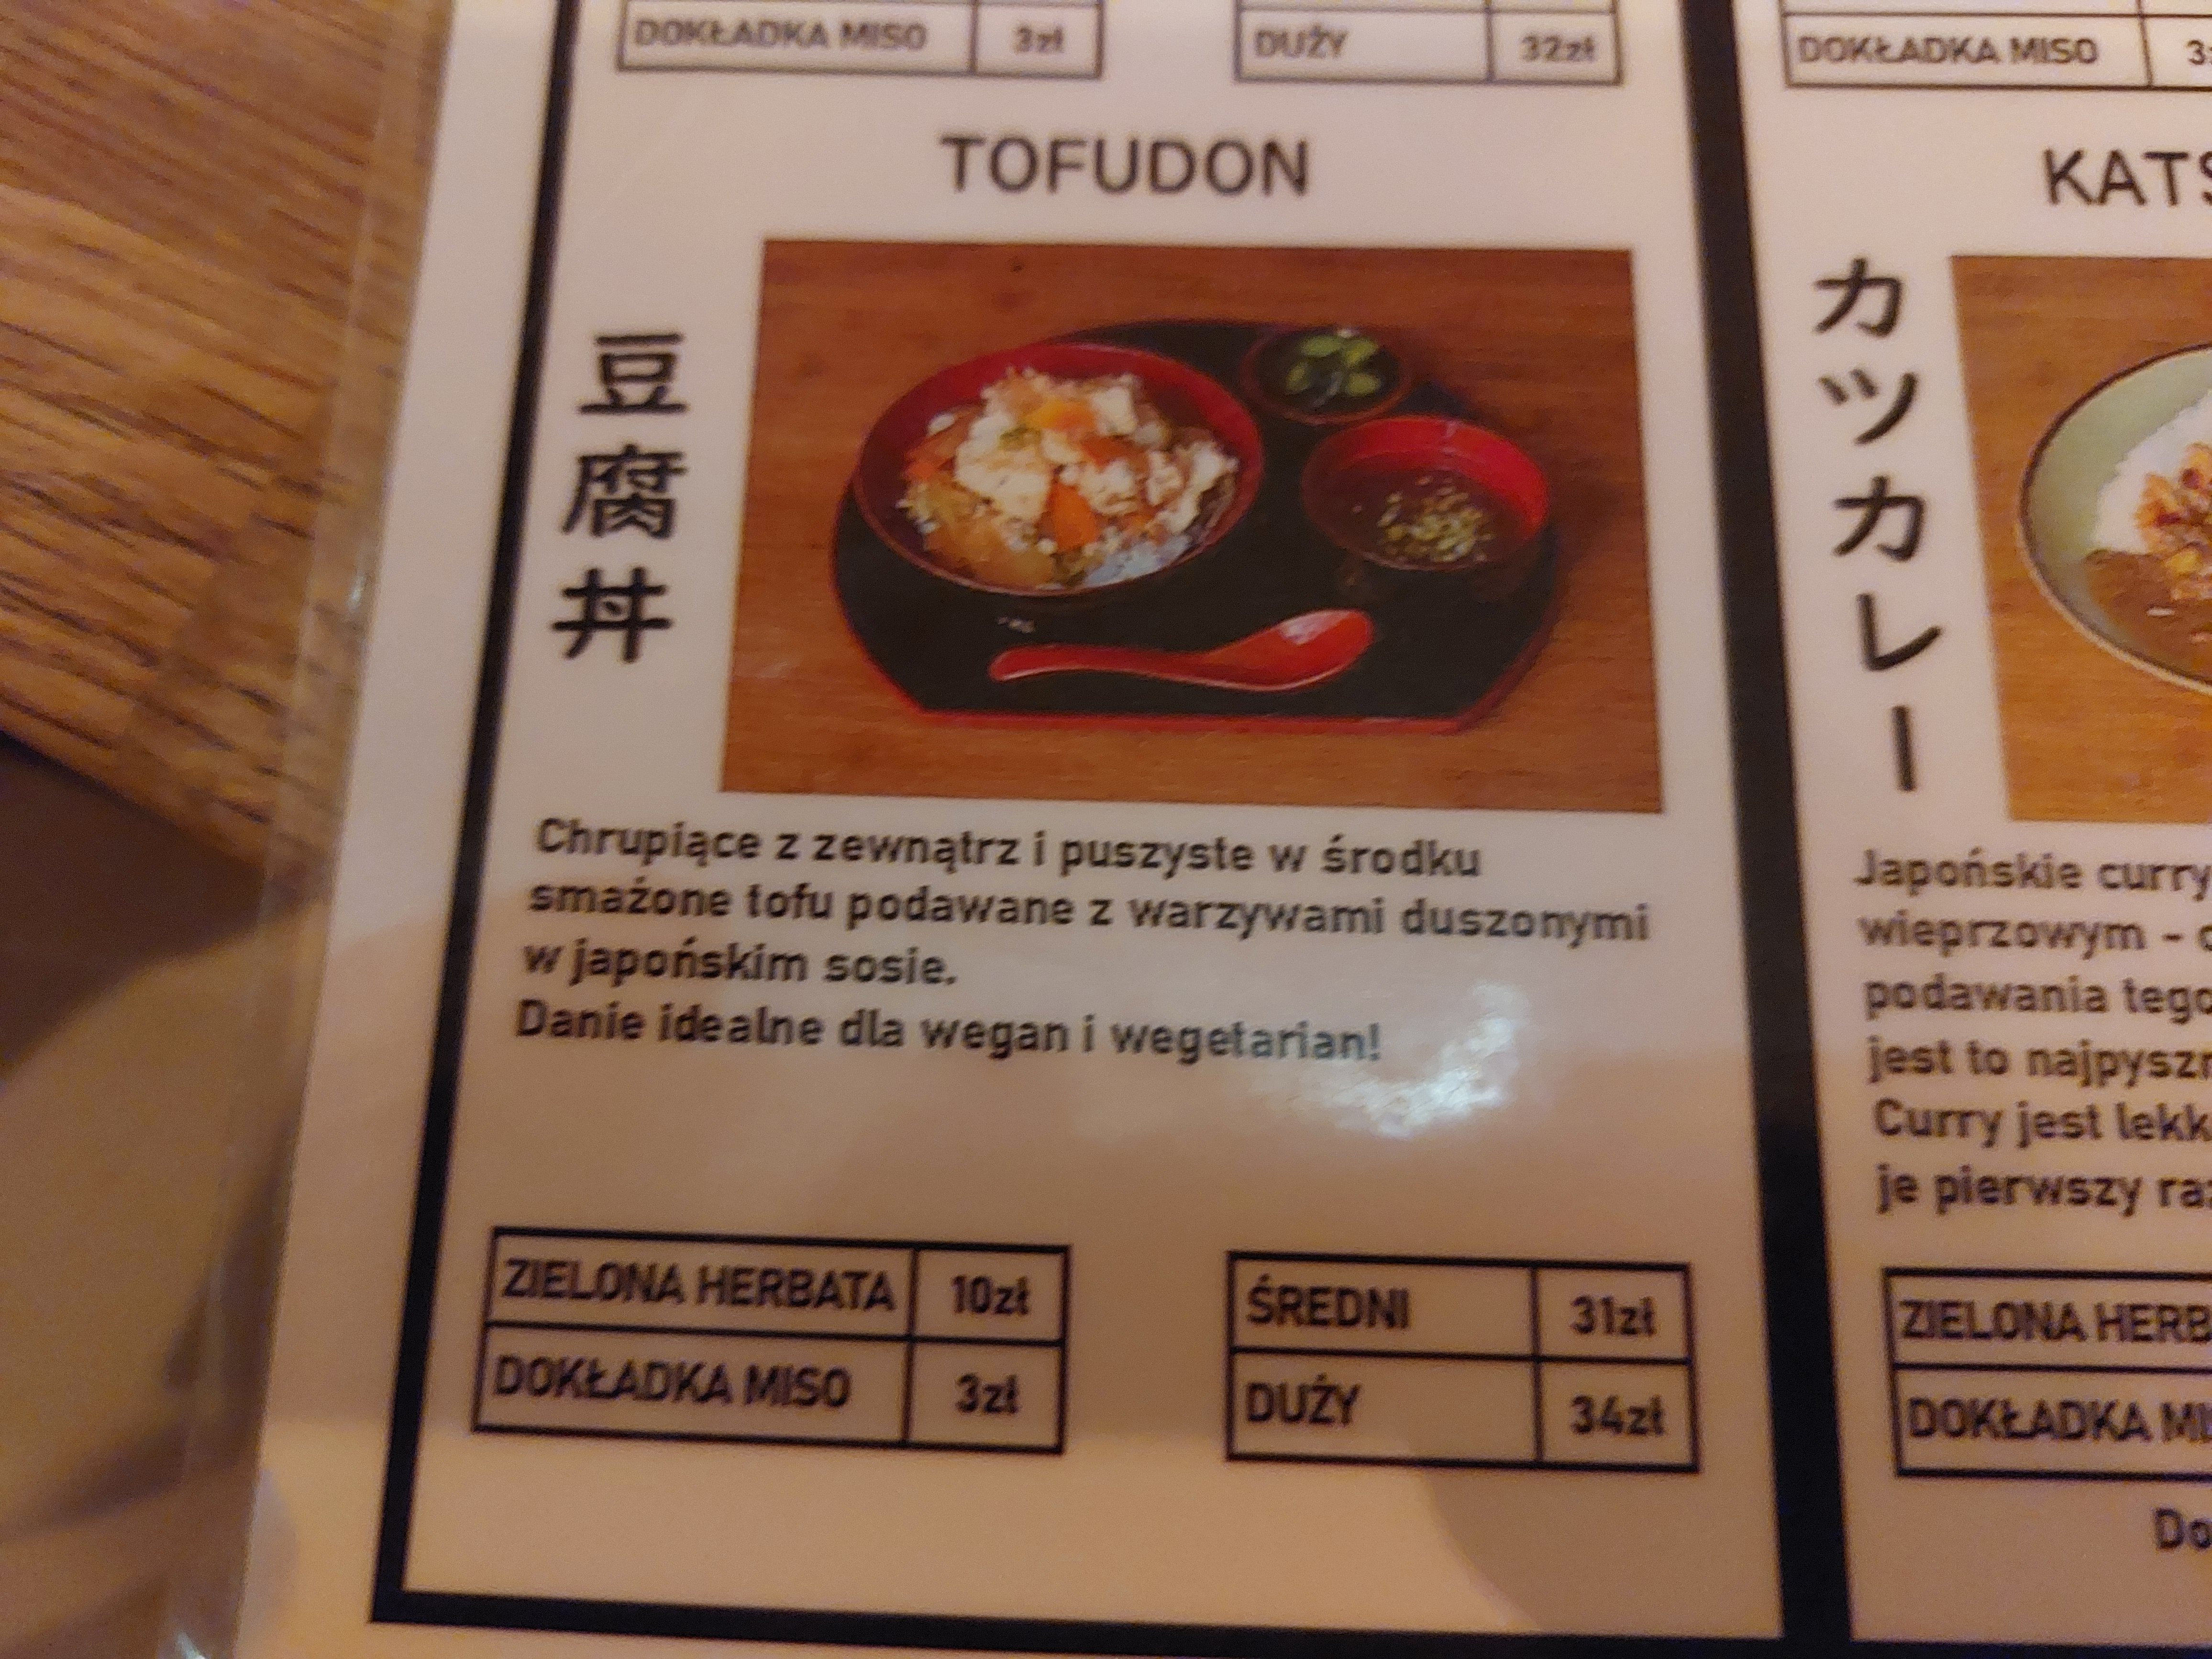 DOKŁADKA MISO 3zł
DUŻY 32zł
TOFUDON
豆腐丼
Chrupiące z zewnątrz i puszyste w środku
smażone tofu podawane z warzywami duszonymi
w japońskim sosie.
Danie idealne dla wegan i wegetarian!
ZIELONA HERBATA 10zł
DOKŁADKA MISO 3zł
ŚREDNI 31zł
DUŻY 34zł
DOKŁADKA MISO
KATS
カツカレー
Japońskie curry
wieprzowym -
podawania tego
jest to najpysz
Curry jest lekk
je pierwszy ra
ZIELONA HERB
DOKŁADKA MI
Do